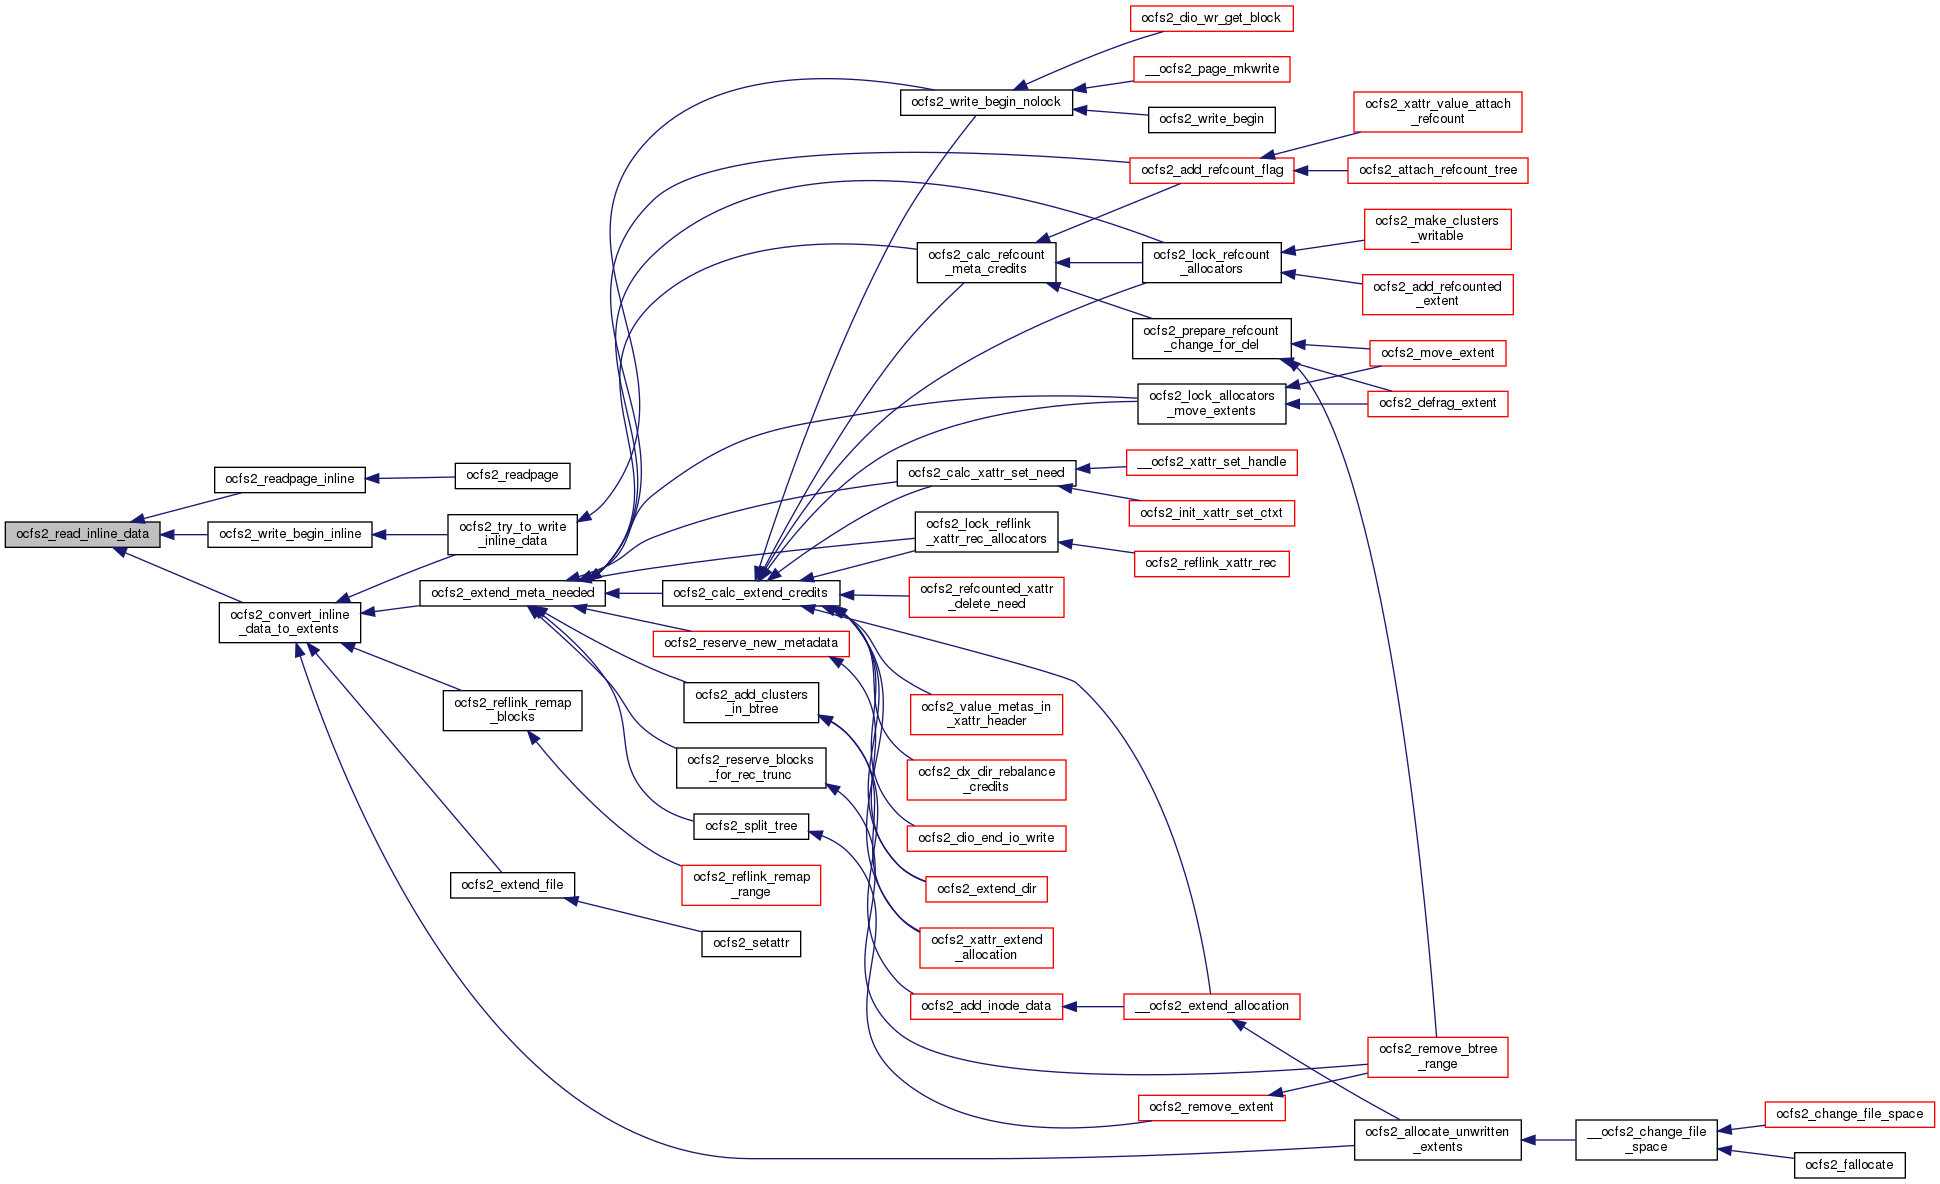 ocfs2_dio_wr_get_block
__ocfs2_page_mkwrite
ocfs2_write_begin_nolock
ocfs2_write_begin
ocfs2_xattr_value_attach
_refcount
ocfs2_add_refcount_flag
ocfs2_attach_refcount_tree
ocfs2_make_clusters
_writable
ocfs2_calc_refcount
_meta_credits
ocfs2_lock_refcount
_allocators
ocfs2_add_refcounted
_extent
ocfs2_prepare_refcount
_change_for_del
ocfs2_move_extent
ocfs2_lock_allocators
_move_extents
ocfs2_defrag_extent
ocfs2_readpage_inline
ocfs2_readpage
ocfs2_calc_xattr_set_need
__ocfs2_xattr_set_handle
ocfs2_init_xattr_set_ctxt
ocfs2_read_inline_data
ocfs2_write_begin_inline
ocfs2_try_to_write
_inline_data
ocfs2_lock_reflink
_xattr_rec_allocators
ocfs2_reflink_xattr_rec
ocfs2_extend_meta_needed
ocfs2_calc_extend_credits
ocfs2_refcounted_xattr
_delete_need
ocfs2_convert_inline
_data_to_extents
ocfs2_reserve_new_metadata
ocfs2_reflink_remap
_blocks
ocfs2_add_clusters
_in_btree
ocfs2_value_metas_in
_xattr_header
ocfs2_reserve_blocks
_for_rec_trunc
ocfs2_dx_dir_rebalance
_credits
ocfs2_split_tree
ocfs2_dio_end_io_write
ocfs2_extend_file
ocfs2_reflink_remap
_range
ocfs2_extend_dir
ocfs2_setattr
ocfs2_xattr_extend
_allocation
ocfs2_add_inode_data
__ocfs2_extend_allocation
ocfs2_remove_btree
_range
ocfs2_remove_extent
ocfs2_allocate_unwritten
_extents
__ocfs2_change_file
_space
ocfs2_change_file_space
ocfs2_fallocate